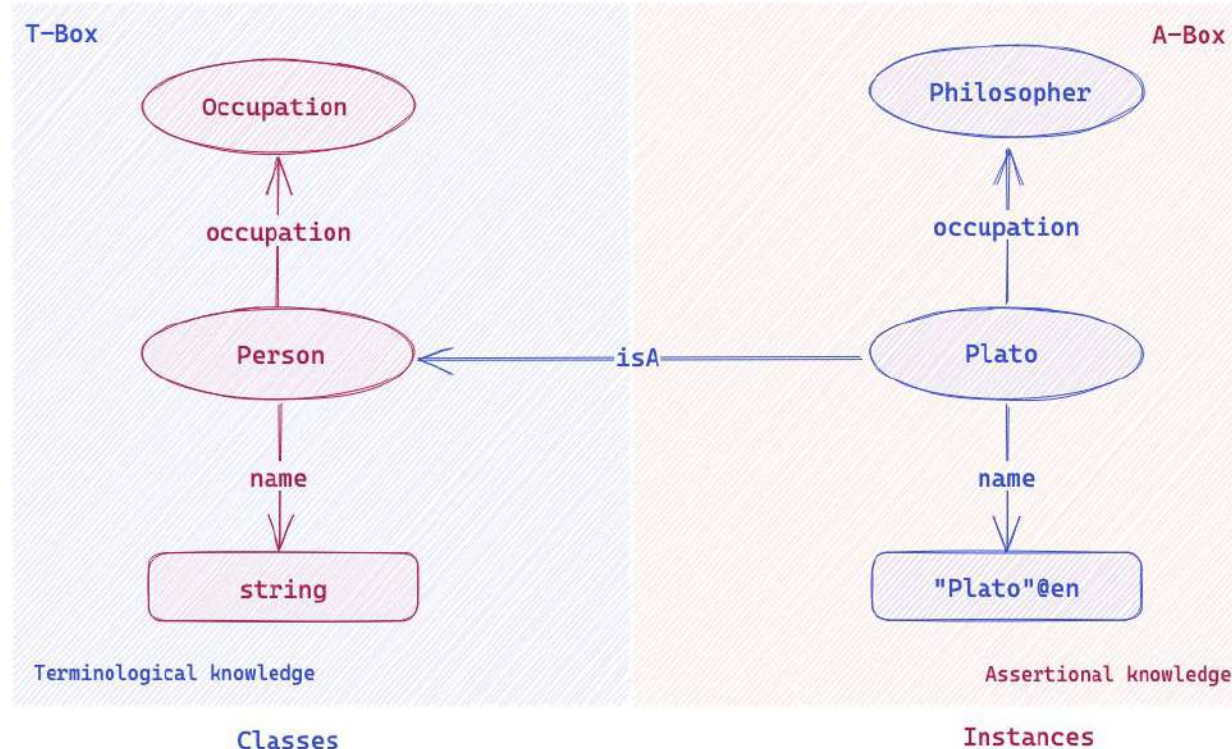 T-Box
A-Box
Occupation
Philosopher
occupation
occupation
Person
isA
Plato
name
name
string
"Plato"@en
Terminological knowledge
Assertional knowledge
Classes
Instances